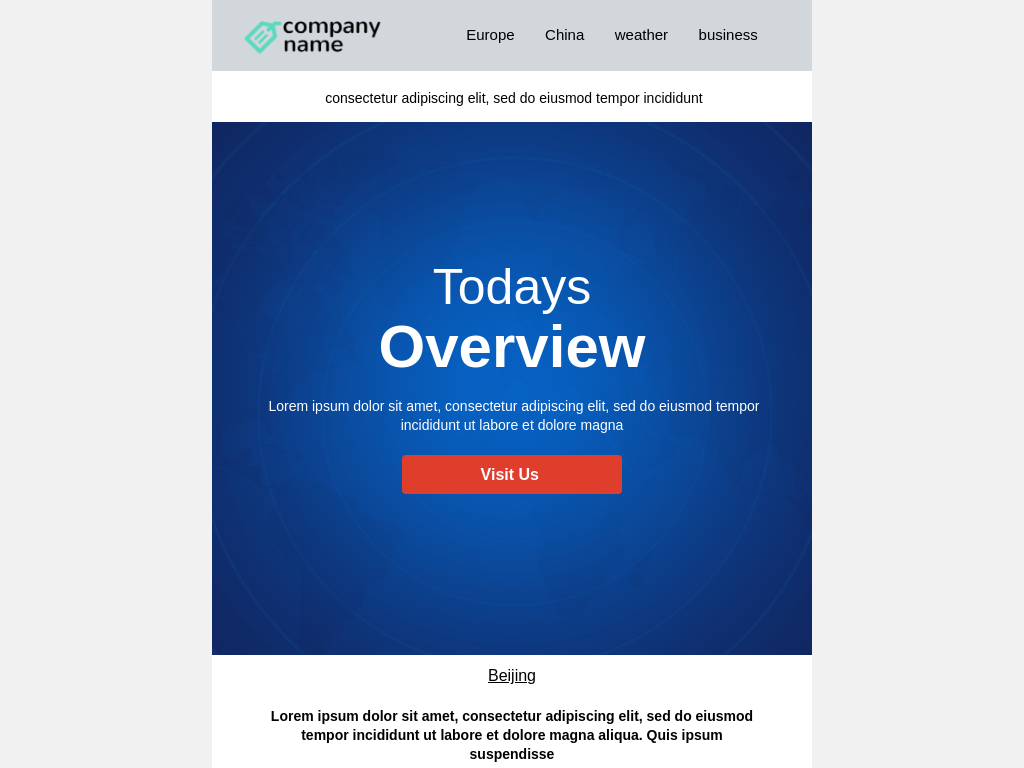 company
name
Europe China weather business
consectetur adipiscing elit, sed do eiusmod tempor incididunt
Todays
Overview
Lorem ipsum dolor sit amet, consectetur adipiscing elit, sed do eiusmod tempor
incididunt ut labore et dolore magna
Visit Us
Beijing
Lorem ipsum dolor sit amet, consectetur adipiscing elit, sed do eiusmod
tempor incididunt ut labore et dolore magna aliqua. Quis ipsum
suspendisse